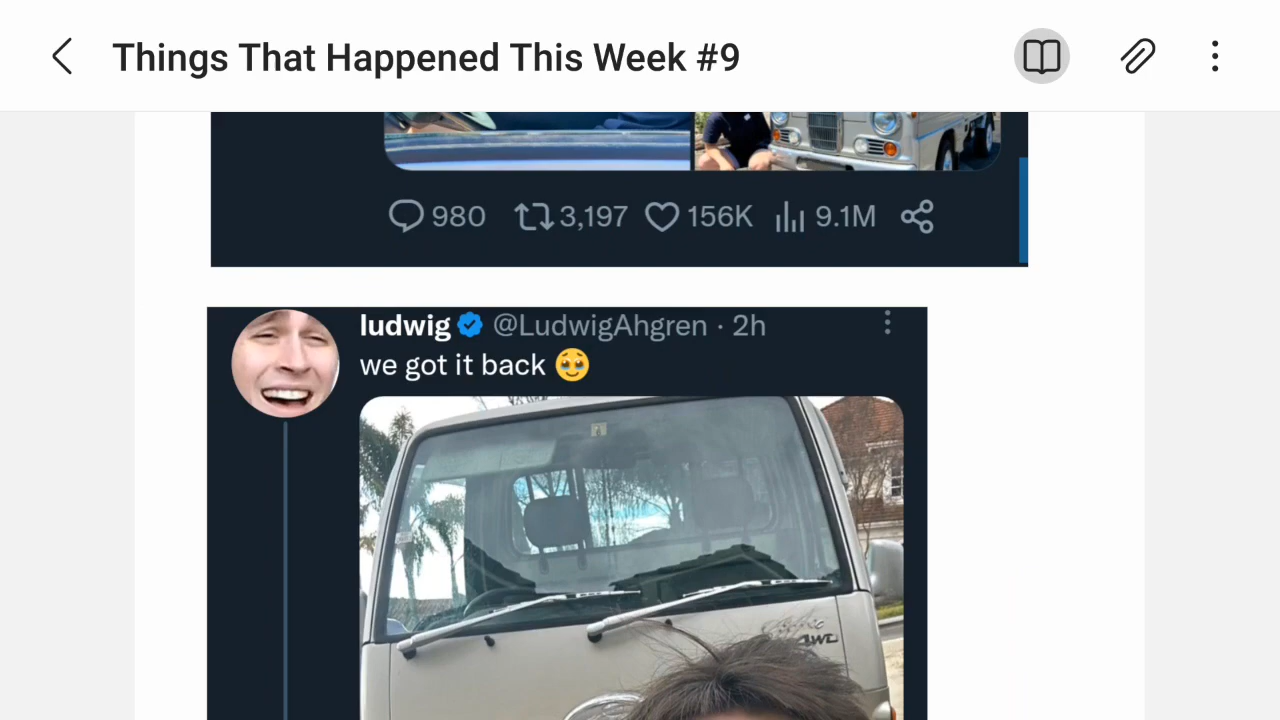 Things That Happened This Week #9
980 3,197 156K 9.1M
ludwig @LudwigAhgren · 2h
we got it back 🥹
AWD